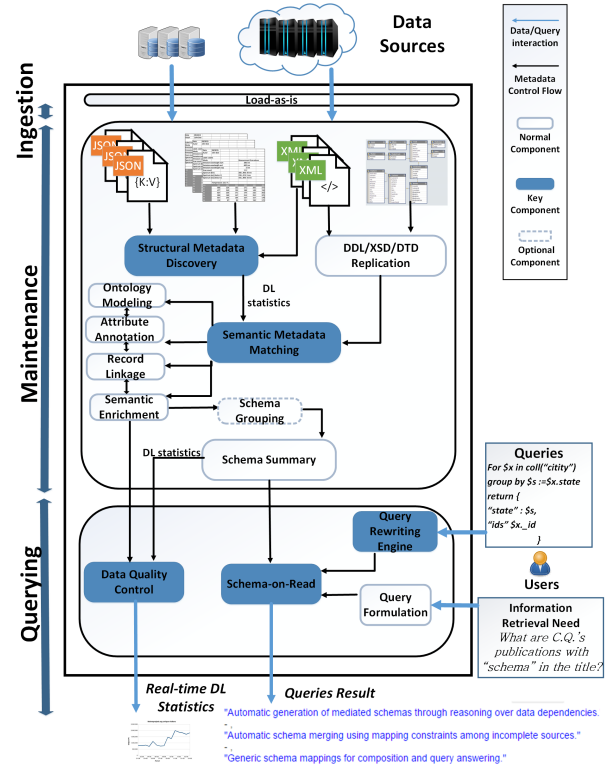 Data
Sources
Data/Query
interaction
Metadata
Control Flow
Normal
Component
Key
Component
Optional
Component
Ingestion
Load-as-is
JSON
JSON
JSON
{K:V}
XML
XML
XML
</>
Maintenance
Structural Metadata
Discovery
DDL/XSD/DTD
Replication
DL
statistics
Ontology
Modeling
Attribute
Annotation
Semantic Metadata
Matching
Record
Linkage
Semantic
Enrichment
Schema
Grouping
DL statistics
Schema Summary
Queries
For $x in coll("citity")
group by $s :=$x.state
return {
"state" : $s,
"ids" $x._id
}
Querying
Query
Rewriting
Engine
Users
Data Quality
Control
Schema-on-Read
Query
Formulation
Information
Retrieval Need
What are C.Q.'s
publications with
"schema" in the title?
Real-time DL
Statistics
Queries Result
"Automatic generation of mediated schemas through reasoning over data dependencies.
"Automatic schema merging using mapping constraints among incomplete sources."
"Generic schema mappings for composition and query answering."